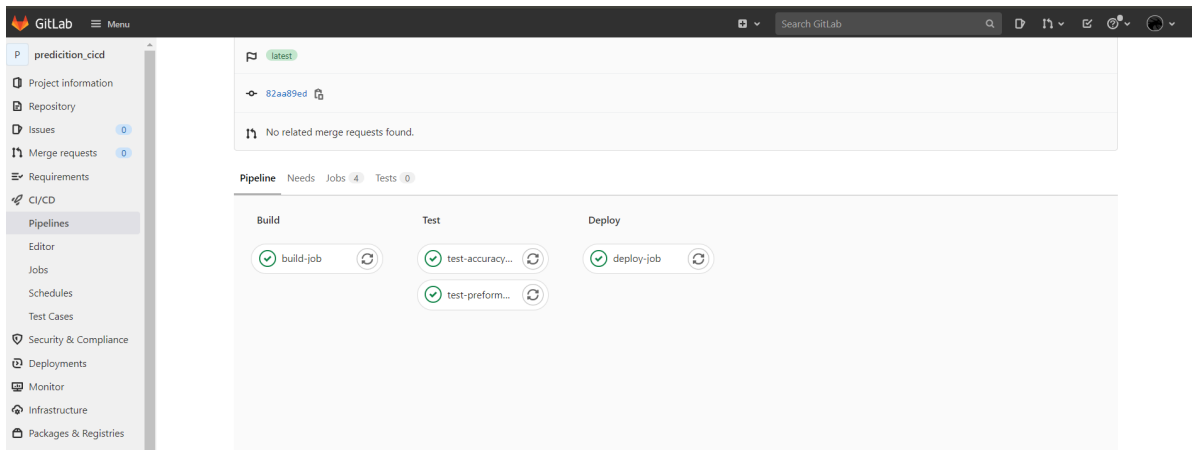 GitLab Menu Search GitLab
P predicition_cicd
Project information
Repository
Issues 0
Merge requests 0
Requirements
CI/CD
Pipelines
Editor
Jobs
Schedules
Test Cases
Security & Compliance
Deployments
Monitor
Infrastructure
Packages & Registries
latest
82aa89ed
No related merge requests found.
Pipeline Needs Jobs 4 Tests 0
Build Test Deploy
build-job test-accuracy... deploy-job
test-preform...